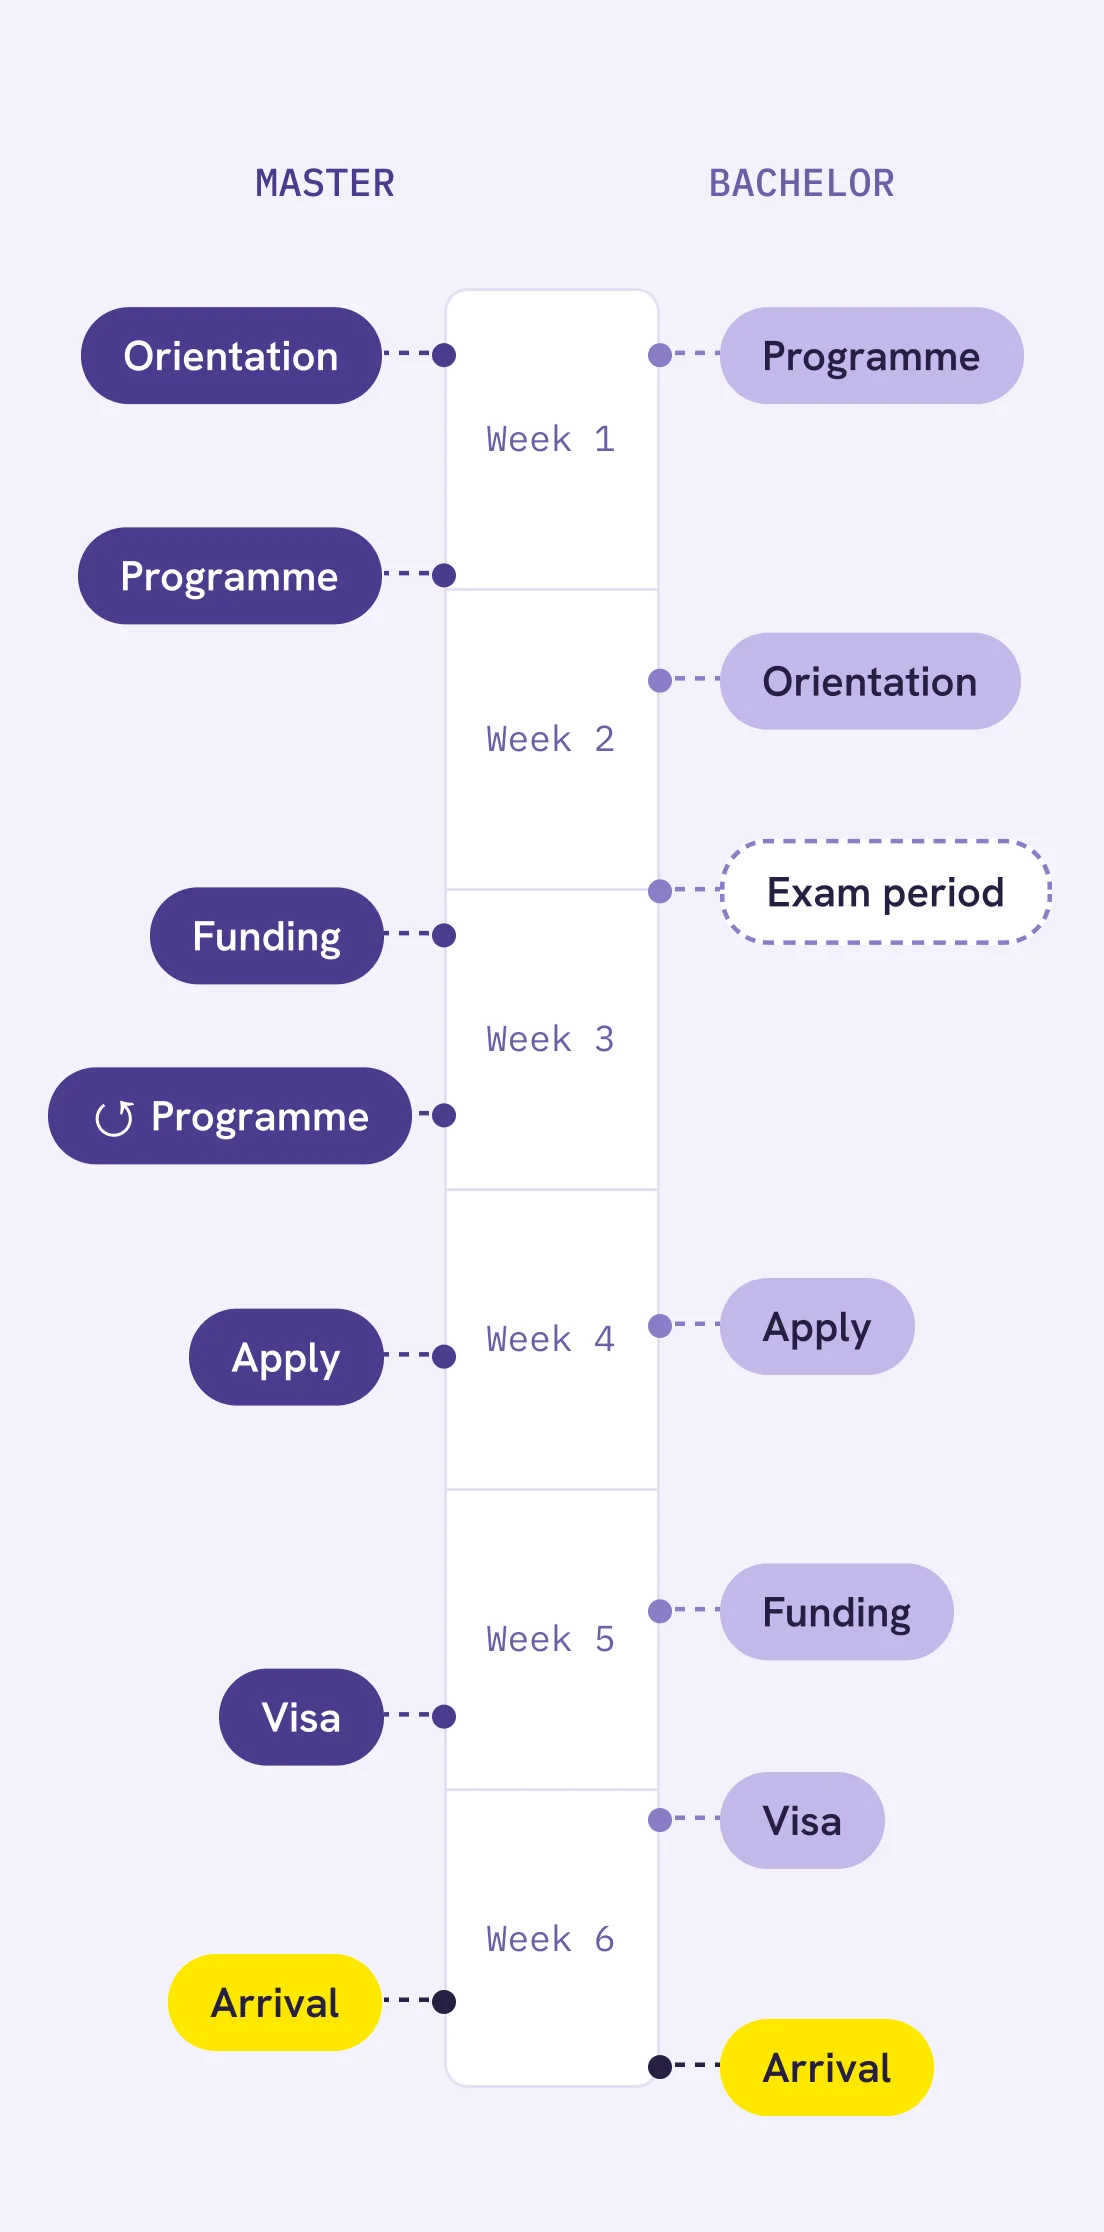 MASTER
BACHELOR
Orientation
Programme
Week 1
Programme
Orientation
Week 2
Exam period
Funding
Week 3
Programme
Apply
Week 4
Apply
Funding
Week 5
Visa
Visa
Week 6
Arrival
Arrival